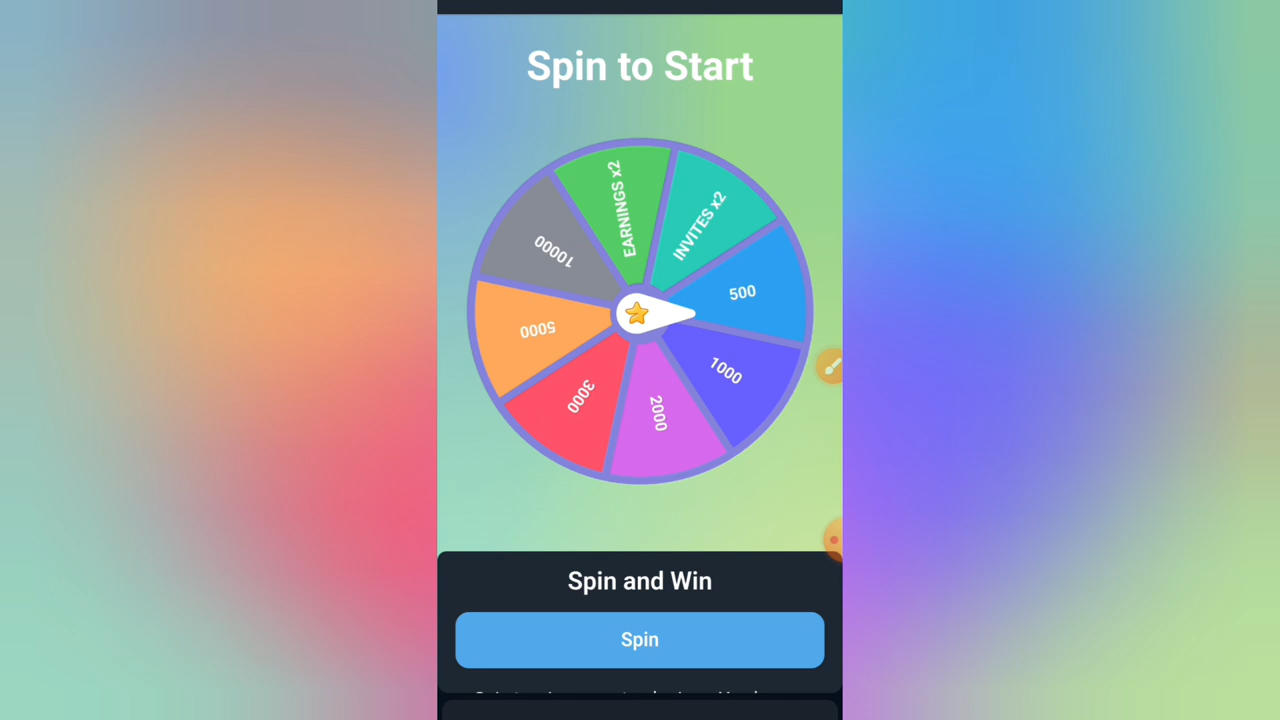 Spin to Start
EARNINGS x2
INVITES x2
10000
500
5000
1000
3000
2000
Spin and Win
Spin